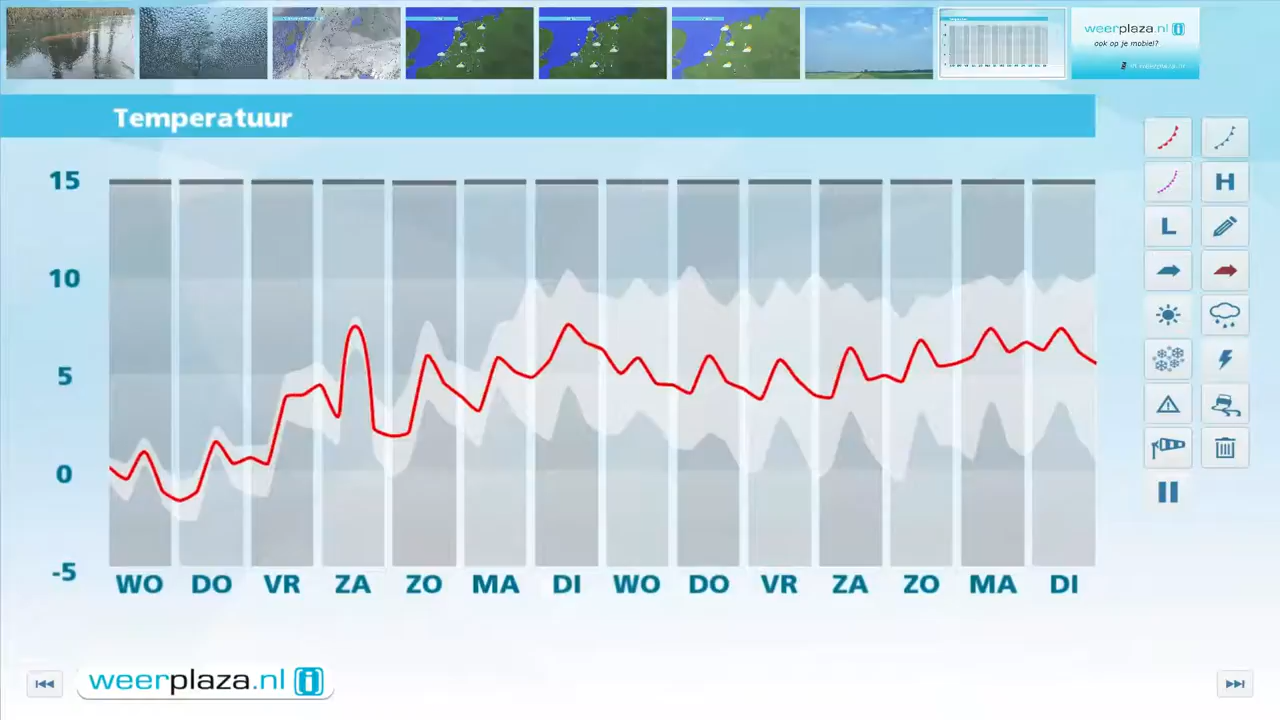 weerplaza.nl i
ook op je mobiel?
Temperatuur
15
10
5
0
-5
WO DO VR ZA ZO MA DI WO DO VR ZA ZO MA DI
H
L
weerplaza.nl i